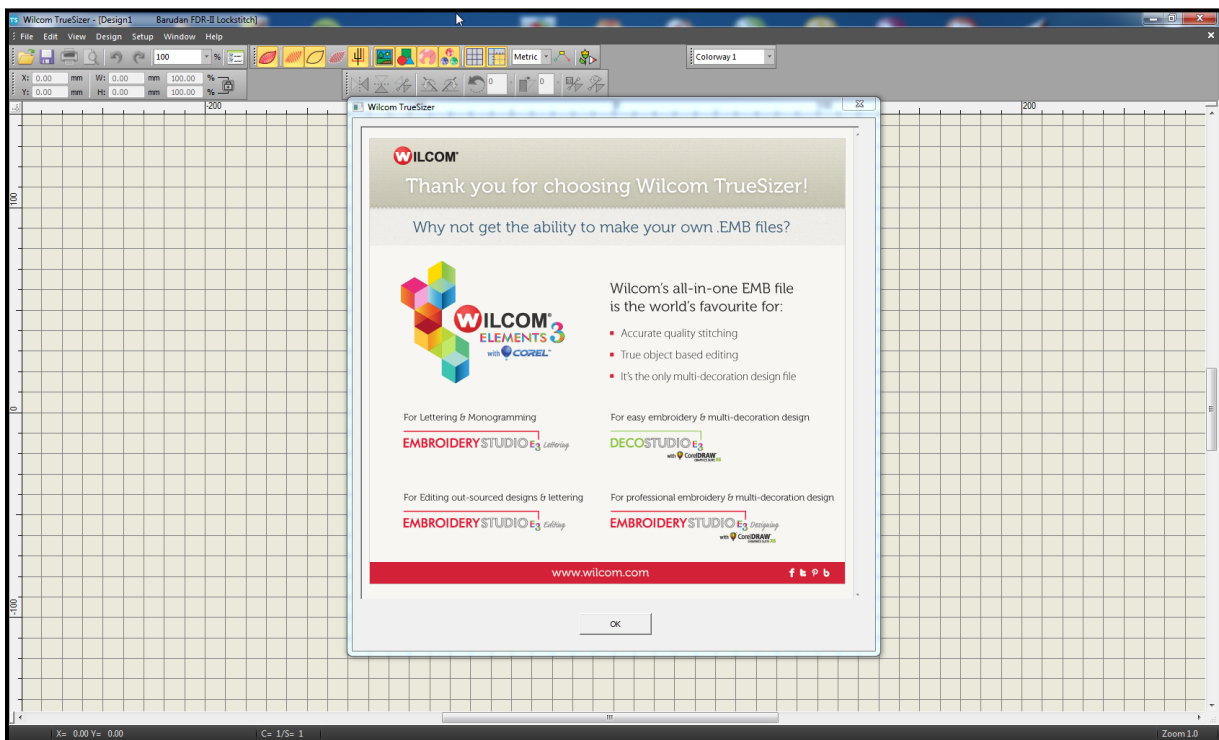 Wilcom TrueSizer - [Design1 Barudan FDR-II Lockstitch]
File Edit View Design Setup Window Help
100 % Metric Colorway 1
X: 0.00 mm W: 0.00 mm 100.00 %
Y: 0.00 mm H: 0.00 mm 100.00 %
-200 200
Wilcom TrueSizer
WILCOM
Thank you for choosing Wilcom TrueSizer!
Why not get the ability to make your own .EMB files?
WILCOM
ELEMENTS 3
with COREL
Wilcom's all-in-one EMB file
is the world's favourite for:
Accurate quality stitching
True object based editing
It's the only multi-decoration design file
For Lettering & Monogramming
EMBROIDERYSTUDIO E3 Lettering
For easy embroidery & multi-decoration design
DECOSTUDIO E3
with CorelDRAW
For Editing out-sourced designs & lettering
EMBROIDERYSTUDIO E3 Editing
For professional embroidery & multi-decoration design
EMBROIDERYSTUDIO E3 Designing
with CorelDRAW
www.wilcom.com
OK
100
0
-100
X= 0.00 Y= 0.00 C= 1/S= 1 Zoom 1.0